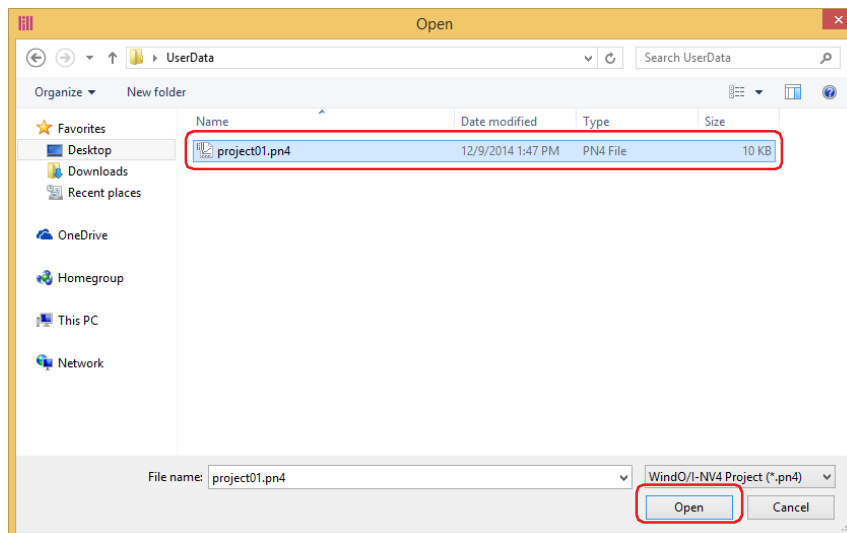 Open
UserData
Search UserData
Organize
New folder
Name Date modified Type Size
Favorites
Desktop
Downloads
Recent places
OneDrive
Homegroup
This PC
Network
project01.pn4 12/9/2014 1:47 PM PN4 File 10 KB
File name: project01.pn4 WindO/I-NV4 Project (*.pn4)
Open Cancel